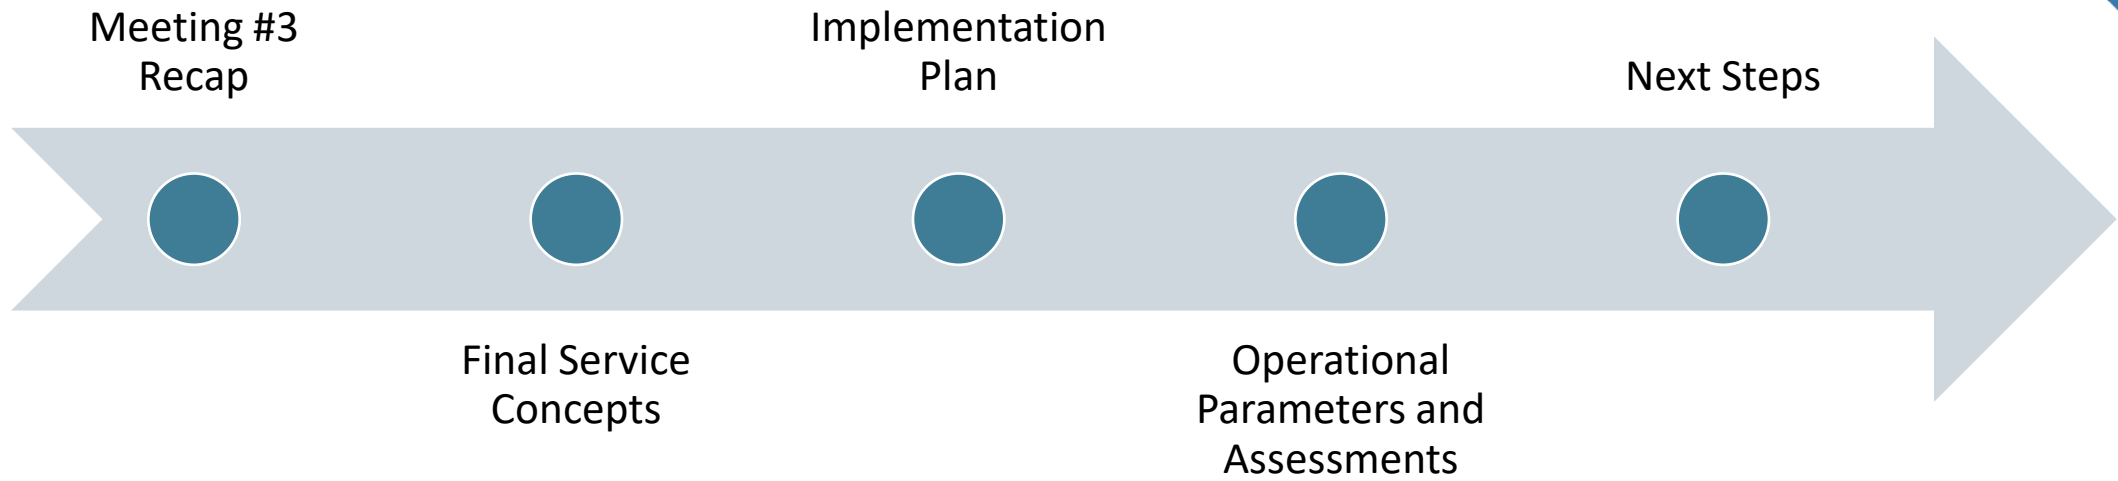 Meeting #3
Recap
Final Service
Concepts
Implementation
Plan
Operational
Parameters and
Assessments
Next Steps